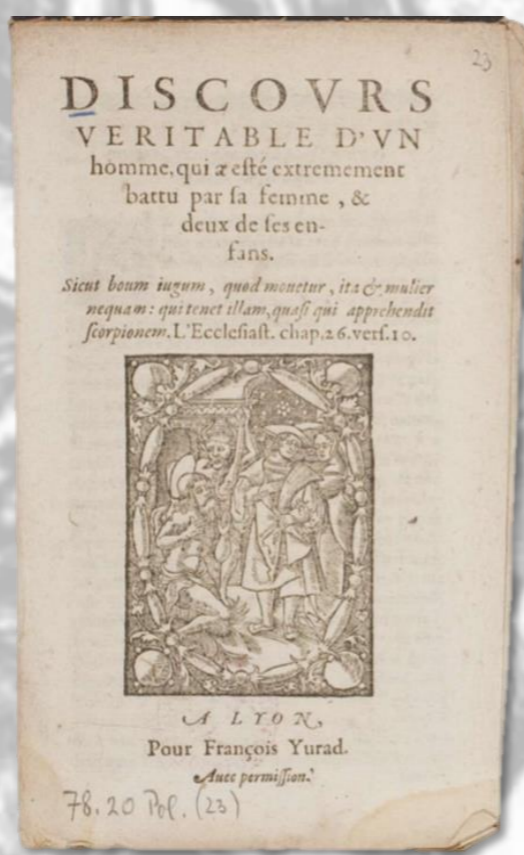 23
DISCOVRS
VERITABLE D'VN
homme, qui a esté extremement
battu par sa femme, &
deux de ses en-
fans.
Sicut boum iugum, quod mouetur, ita & mulier
nequam: qui tenet illam, quasi qui apprehendit
scorpionem. L'Ecclesiast. chap.26.vers.10.
A LYON,
Pour François Yurad.
Auec permission.
78.20 Pol. (23)